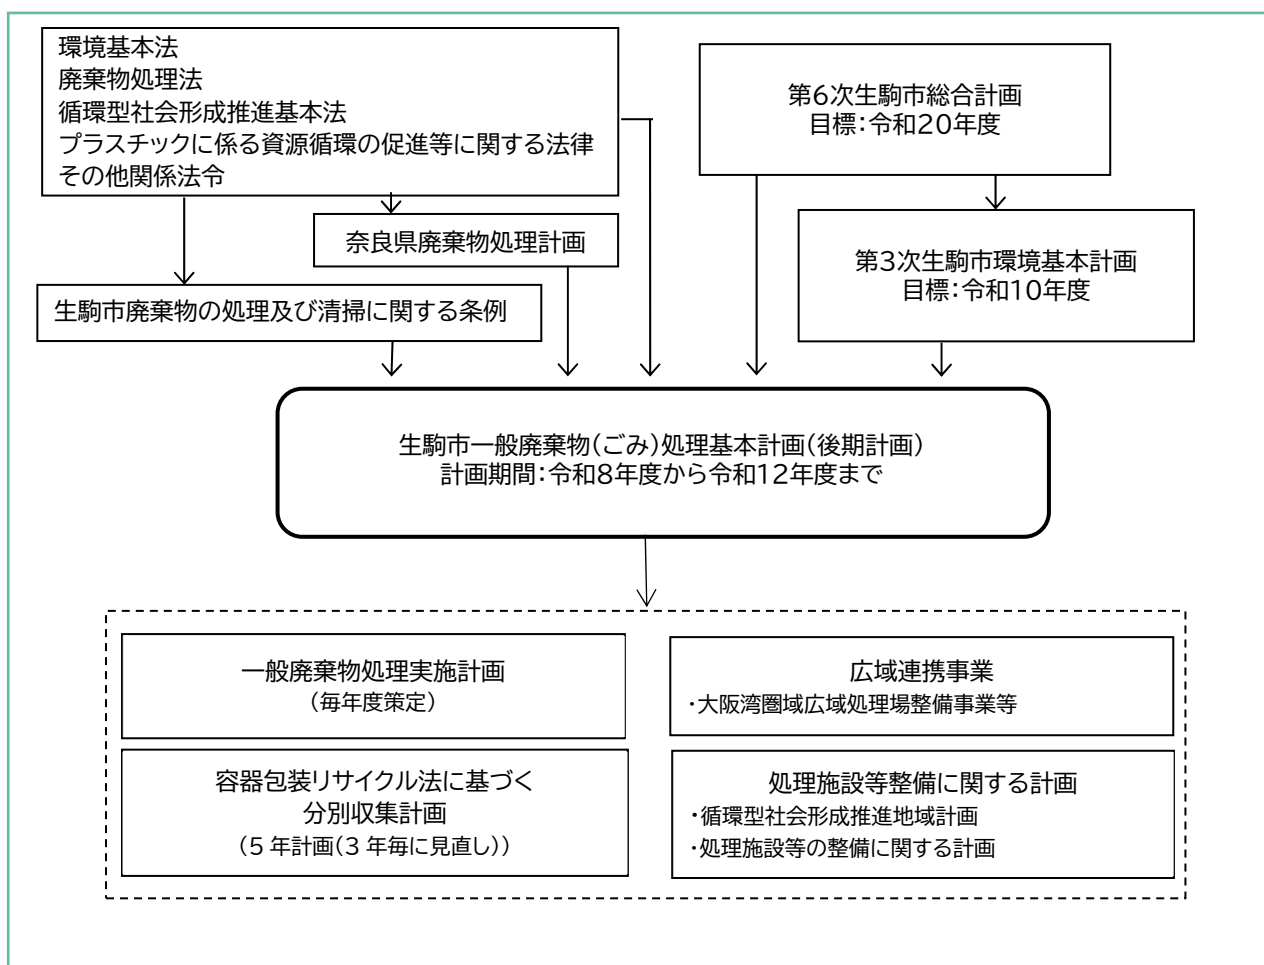 環境基本法
廃棄物処理法
循環型社会形成推進基本法
プラスチックに係る資源循環の促進等に関する法律
その他関係法令
第6次生駒市総合計画
目標:令和20年度
奈良県廃棄物処理計画
第3次生駒市環境基本計画
目標:令和10年度
生駒市廃棄物の処理及び清掃に関する条例
生駒市一般廃棄物(ごみ)処理基本計画(後期計画)
計画期間:令和8年度から令和12年度まで
一般廃棄物処理実施計画
(毎年度策定)
広域連携事業
・大阪湾圏域広域処理場整備事業等
容器包装リサイクル法に基づく
分別収集計画
(5 年計画(3 年毎に見直し))
処理施設等整備に関する計画
・循環型社会形成推進地域計画
・処理施設等の整備に関する計画